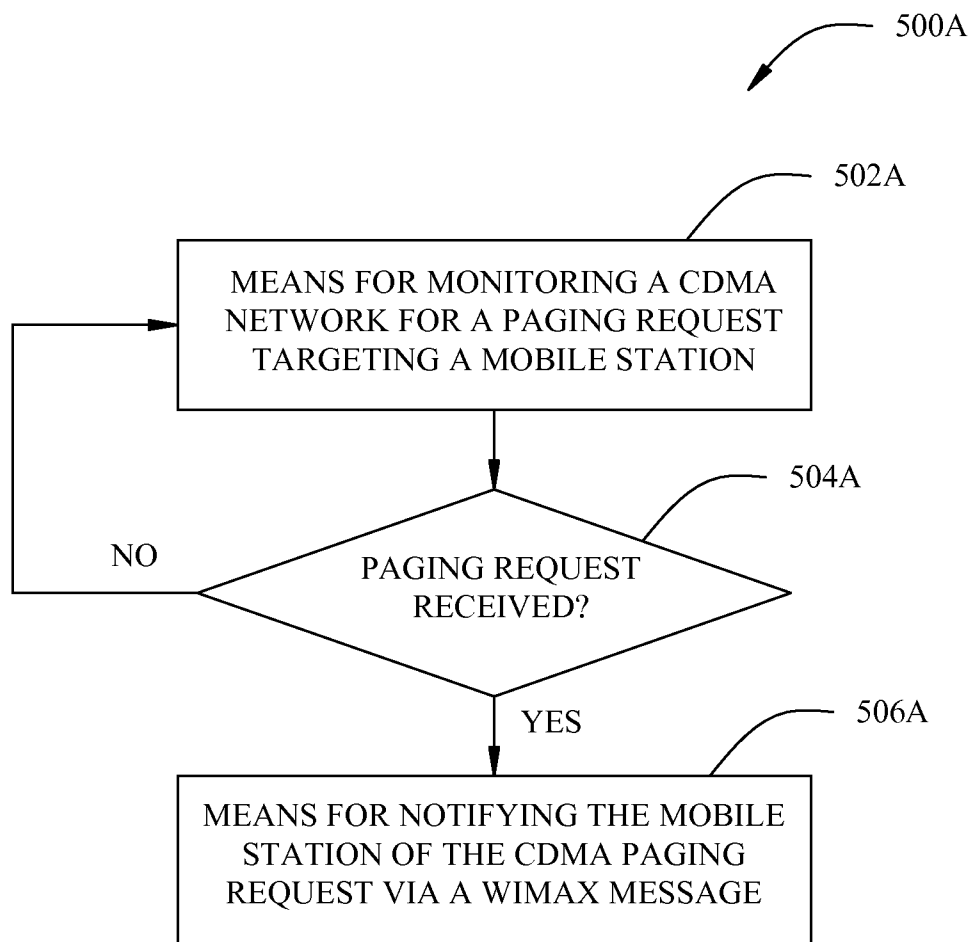 500A
502A
MEANS FOR MONITORING A CDMA
NETWORK FOR A PAGING REQUEST
TARGETING A MOBILE STATION
504A
NO
PAGING REQUEST
RECEIVED?
YES
506A
MEANS FOR NOTIFYING THE MOBILE
STATION OF THE CDMA PAGING
REQUEST VIA A WIMAX MESSAGE